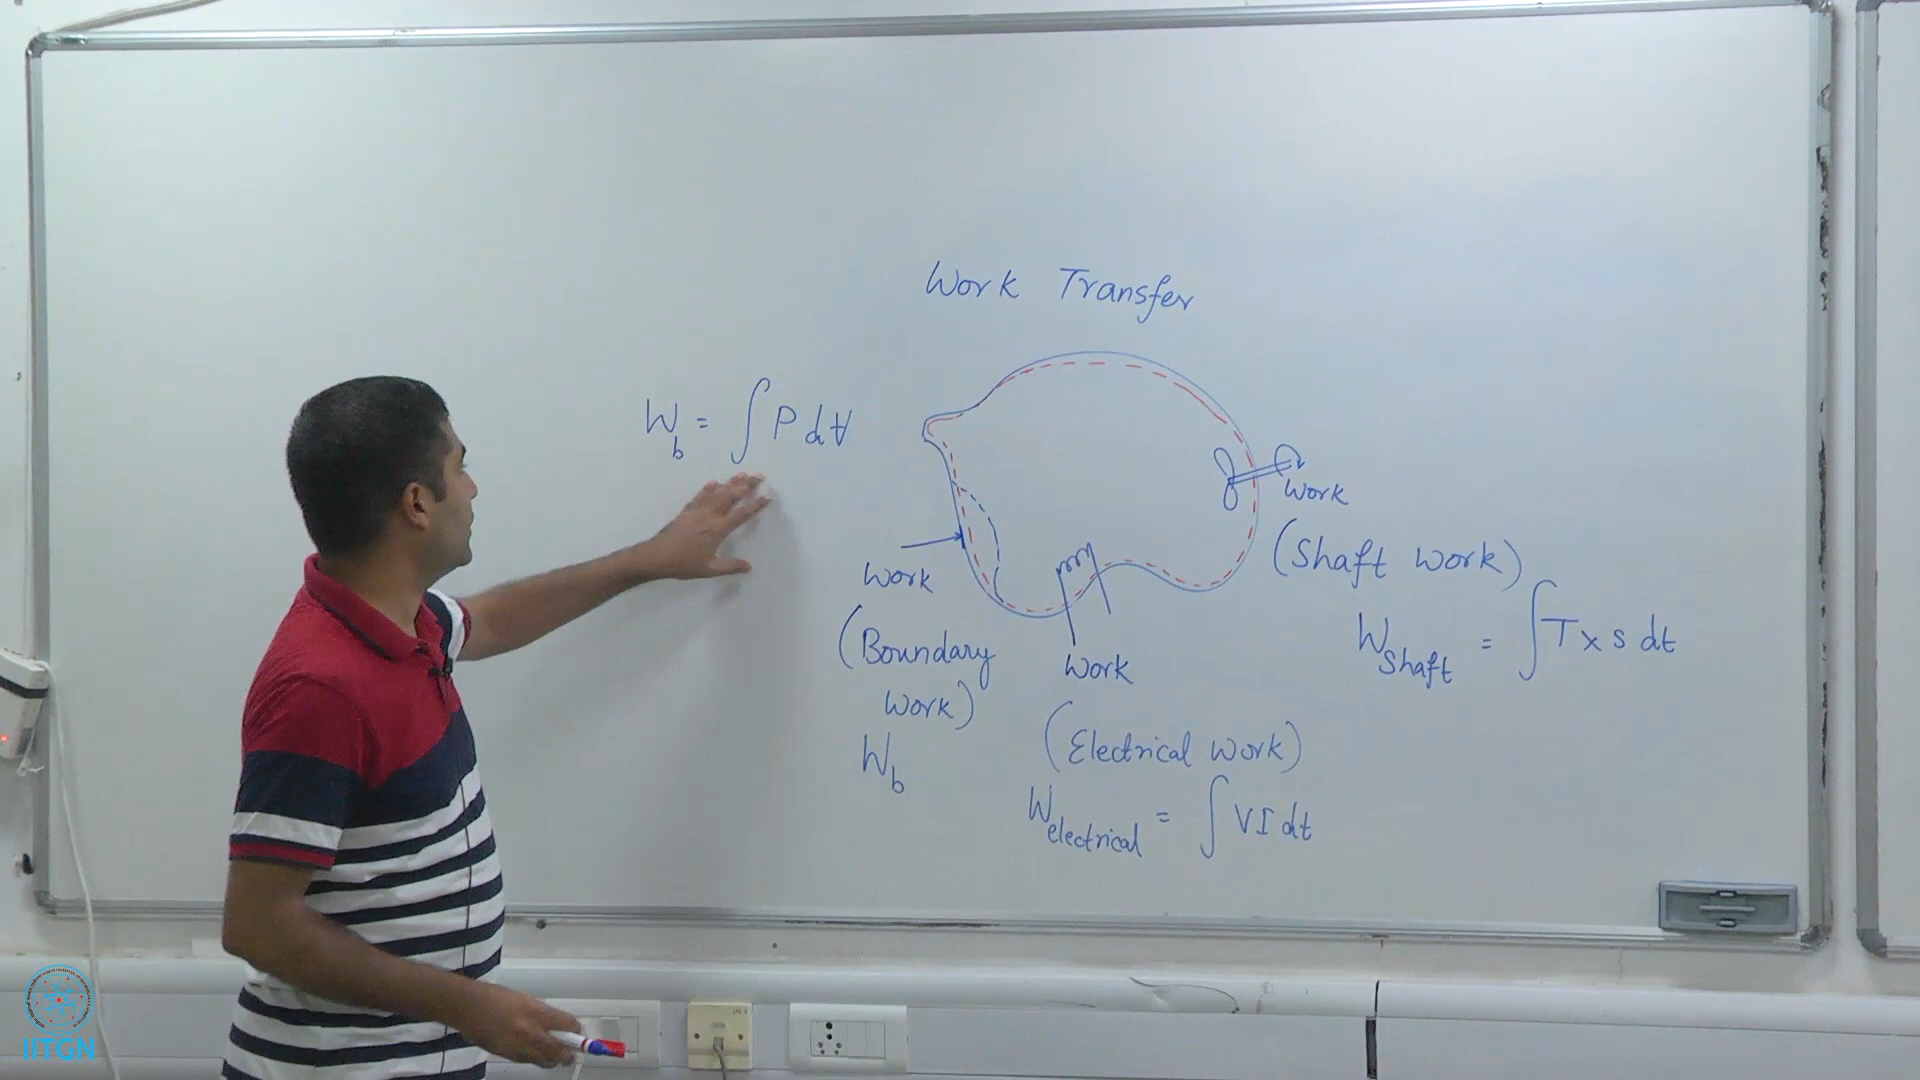 Work Transfer
W_b = ∫ P dV
Work
(Boundary
Work)
W_b
Work
(Electrical Work)
W_electrical = ∫ VI dt
Work
(Shaft Work)
W_Shaft = ∫ T x s dt
IITGN